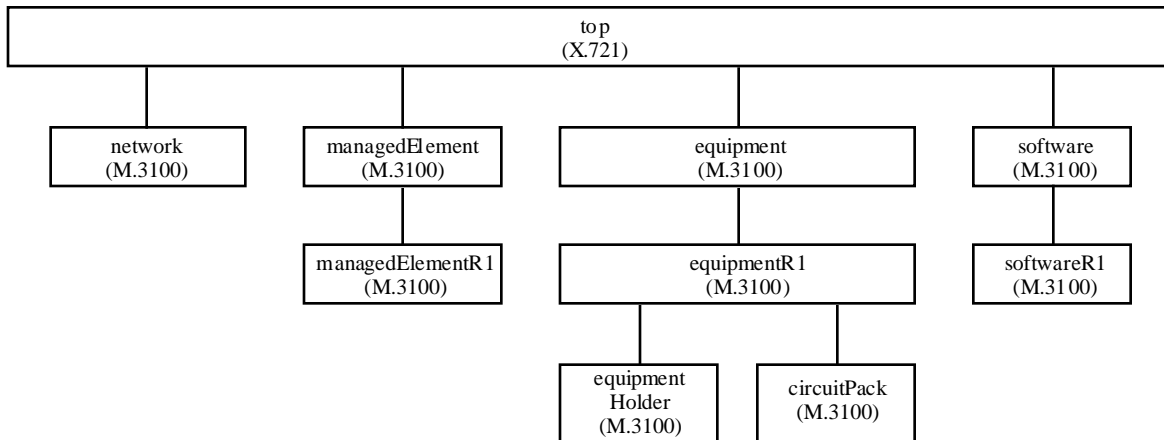 top
(X.721)
network
(M.3100)
managedElement
(M.3100)
equipment
(M.3100)
software
(M.3100)
managedElementR1
(M.3100)
equipmentR1
(M.3100)
softwareR1
(M.3100)
equipment
Holder
(M.3100)
circuitPack
(M.3100)